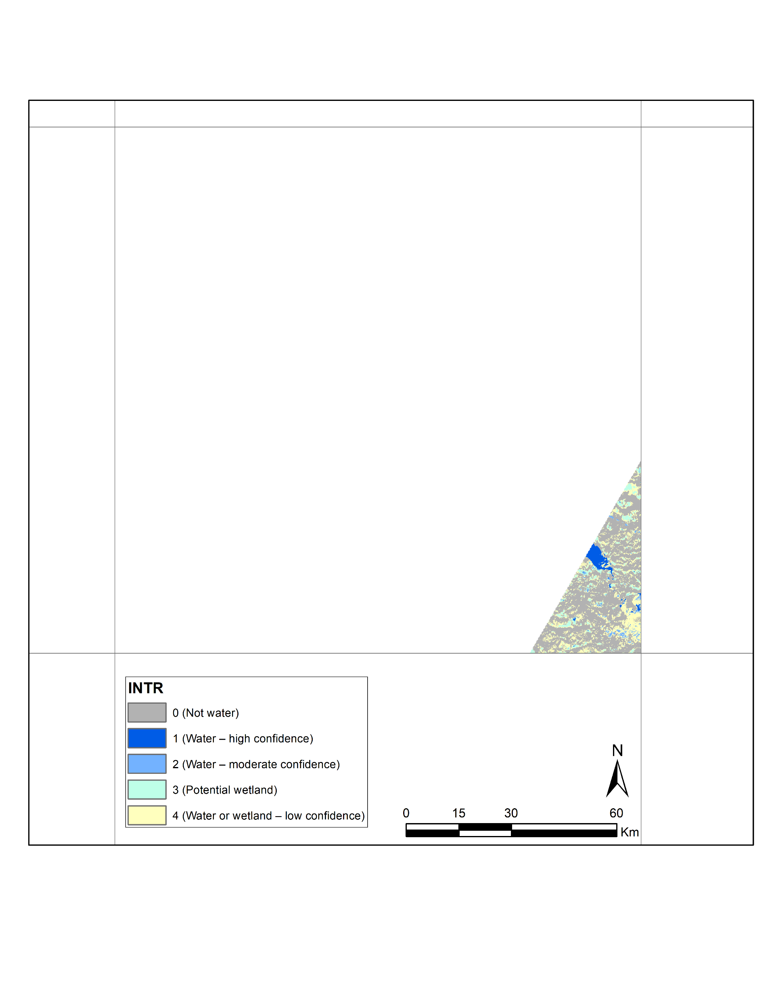 INTR
0 (Not water)
1 (Water – high confidence)
2 (Water – moderate confidence)
3 (Potential wetland)
4 (Water or wetland – low confidence)
N
0 15 30 60
Km